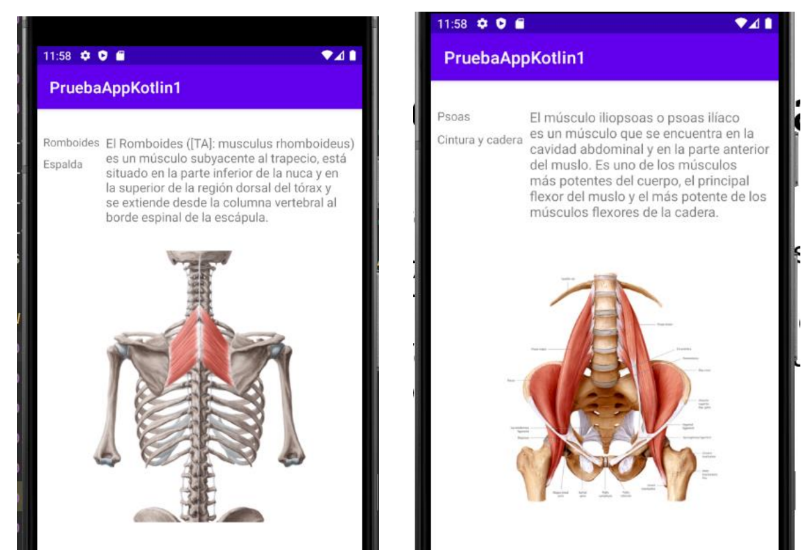 11:58
PruebaAppKotlin1
Romboides
Espalda
El Romboides ([TA]: musculus rhomboideus)
es un músculo subyacente al trapecio, está
situado en la parte inferior de la nuca y en
la superior de la región dorsal del tórax y
se extiende desde la columna vertebral al
borde espinal de la escápula.
11:58
PruebaAppKotlin1
Psoas
Cintura y cadera
El músculo iliopsoas o psoas ilíaco
es un músculo que se encuentra en la
cavidad abdominal y en la parte anterior
del muslo. Es uno de los músculos
más potentes del cuerpo, el principal
flexor del muslo y el más potente de los
músculos flexores de la cadera.